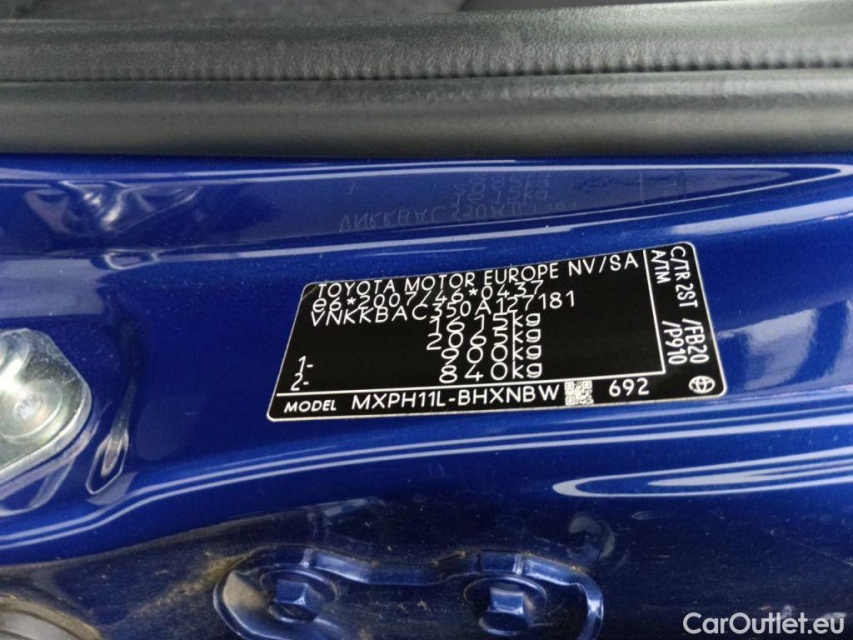 TOYOTA MOTOR EUROPE NV/SA
e6*2007/46*0437
VNKKBAC350A127181
1615kg
2065kg
1- 900kg
2- 840kg
C/TR 2ST /FB20
A/TM /P910
MODEL MXPH11L-BHXNBW 692
CarOutlet.eu